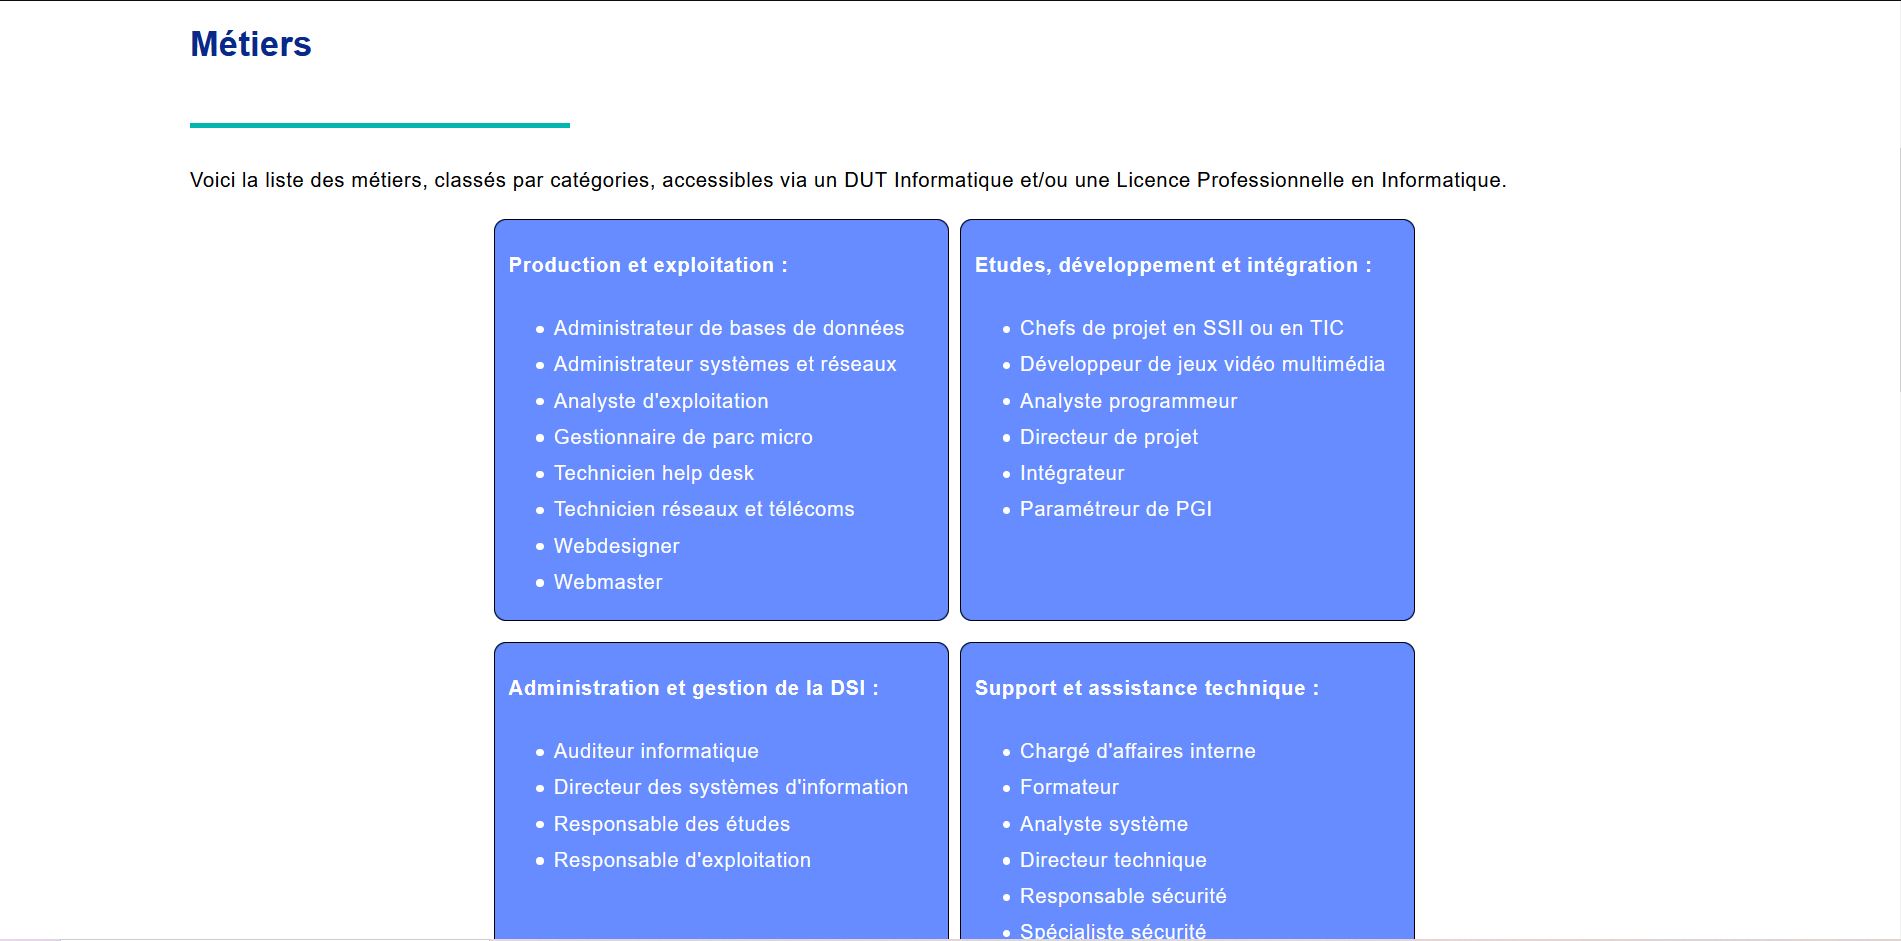 Métiers
Voici la liste des métiers, classés par catégories, accessibles via un DUT Informatique et/ou une Licence Professionnelle en Informatique.
Production et exploitation :
Administrateur de bases de données
Administrateur systèmes et réseaux
Analyste d'exploitation
Gestionnaire de parc micro
Technicien help desk
Technicien réseaux et télécoms
Webdesigner
Webmaster
Etudes, développement et intégration :
Chefs de projet en SSII ou en TIC
Développeur de jeux vidéo multimédia
Analyste programmeur
Directeur de projet
Intégrateur
Paramétreur de PGI
Administration et gestion de la DSI :
Auditeur informatique
Directeur des systèmes d'information
Responsable des études
Responsable d'exploitation
Support et assistance technique :
Chargé d'affaires interne
Formateur
Analyste système
Directeur technique
Responsable sécurité
Spécialiste sécurité